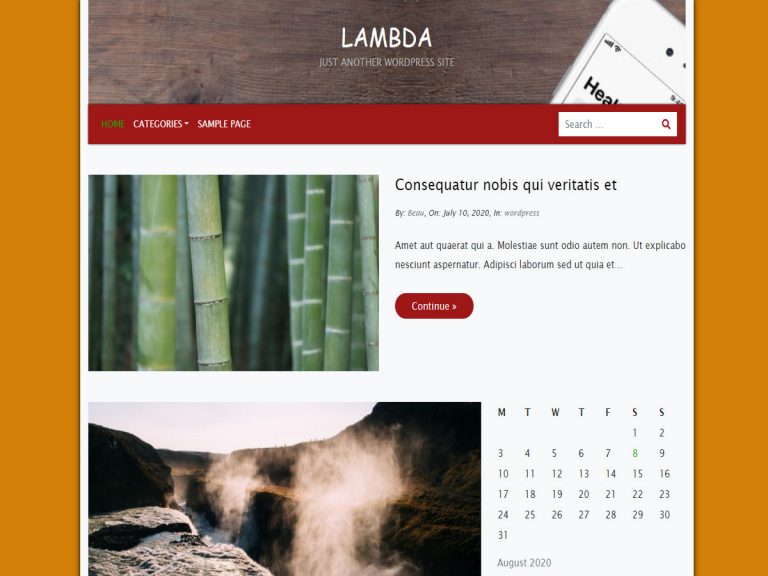 LAMBDA
JUST ANOTHER WORDPRESS SITE
9:4
HOME CATEGORIES SAMPLE PAGE
Search ...
Consequatur nobis qui veritatis et
By: Beau, On: July 10, 2020, In: wordpress
Amet aut quaerat qui a. Molestiae sunt odio autem non. Ut explicabo
nesciunt aspernatur. Adipisci laborum sed ut quia et...
Continue »
M T W T F S S
1 2
3 4 5 6 7 8 9
10 11 12 13 14 15 16
17 18 19 20 21 22 23
24 25 26 27 28 29 30
31
August 2020